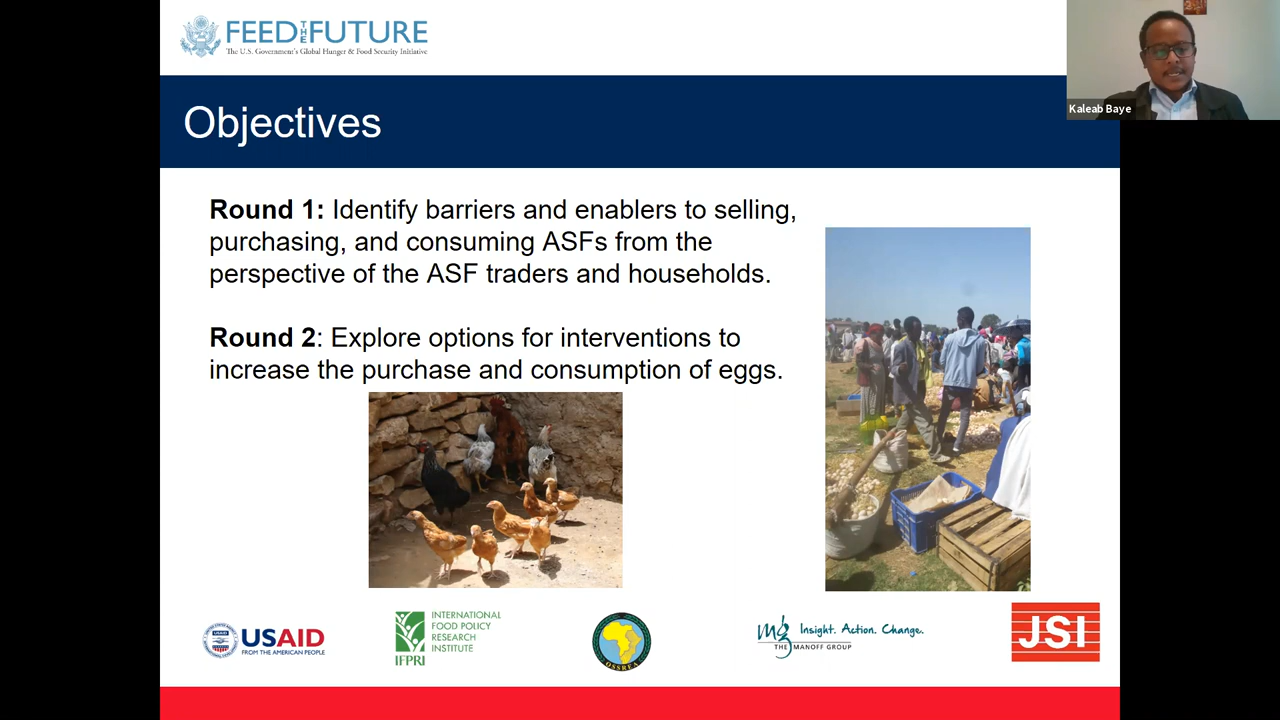 FEED THE FUTURE
The U.S. Government's Global Hunger & Food Security Initiative
Kaleab Baye
Objectives
Round 1: Identify barriers and enablers to selling,
purchasing, and consuming ASFs from the
perspective of the ASF traders and households.
Round 2: Explore options for interventions to
increase the purchase and consumption of eggs.
USAID
FROM THE AMERICAN PEOPLE
IFPRI
INTERNATIONAL
FOOD POLICY
RESEARCH
INSTITUTE
OSSREA
mg Insight. Action. Change.
THE MANOFF GROUP
JSI